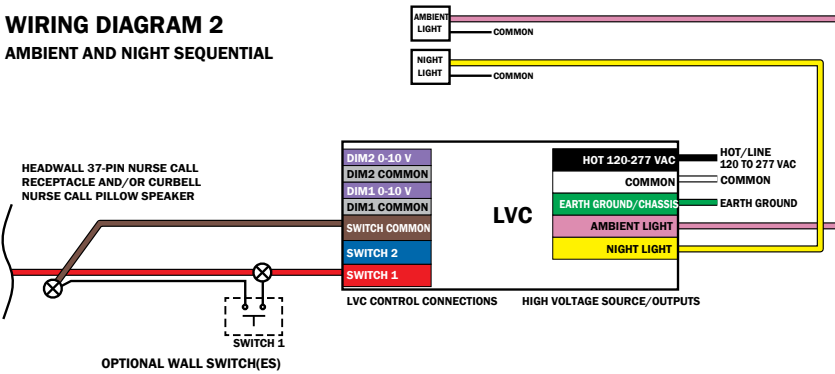 WIRING DIAGRAM 2
AMBIENT AND NIGHT SEQUENTIAL
AMBIENT
LIGHT
COMMON
NIGHT
LIGHT
COMMON
HEADWALL 37-PIN NURSE CALL
RECEPTACLE AND/OR CURBELL
NURSE CALL PILLOW SPEAKER
DIM2 0-10 V
DIM2 COMMON
DIM1 0-10 V
DIM1 COMMON
SWITCH COMMON
SWITCH 2
SWITCH 1
LVC
HOT 120-277 VAC
COMMON
EARTH GROUND/CHASSIS
AMBIENT LIGHT
NIGHT LIGHT
HOT/LINE
120 TO 277 VAC
COMMON
EARTH GROUND
LVC CONTROL CONNECTIONS
HIGH VOLTAGE SOURCE/OUTPUTS
SWITCH 1
OPTIONAL WALL SWITCH(ES)